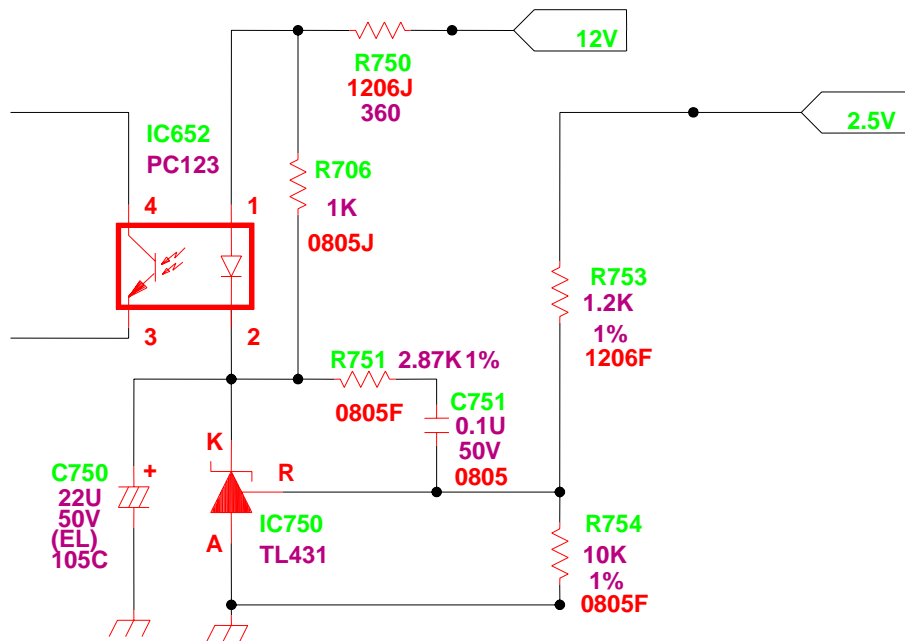 12V
R750
1206J
360
2.5V
IC652
PC123
R706
1K
0805J
4
1
3
2
R753
1.2K
1%
1206F
R751
2.87K 1%
0805F
C751
0.1U
50V
0805
K
R
A
C750
+
22U
50V
(EL)
105C
IC750
TL431
R754
10K
1%
0805F